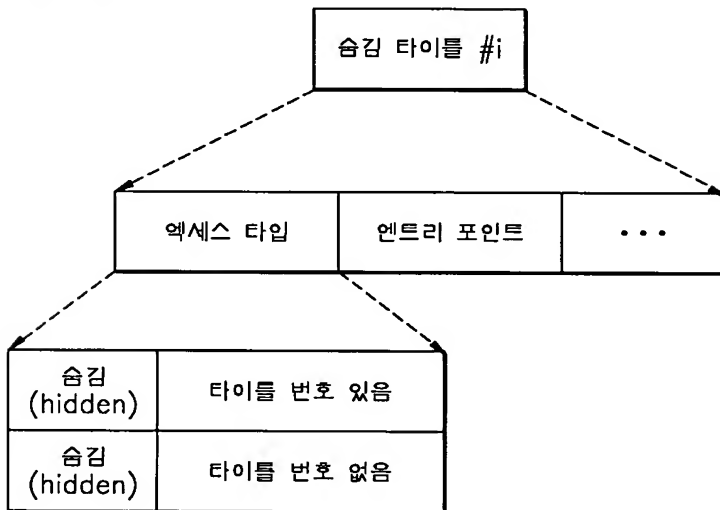 숨김 타이틀 #i
엑세스 타입
엔트리 포인트
• • •
숨김
(hidden)
타이틀 번호 있음
숨김
(hidden)
타이틀 번호 없음